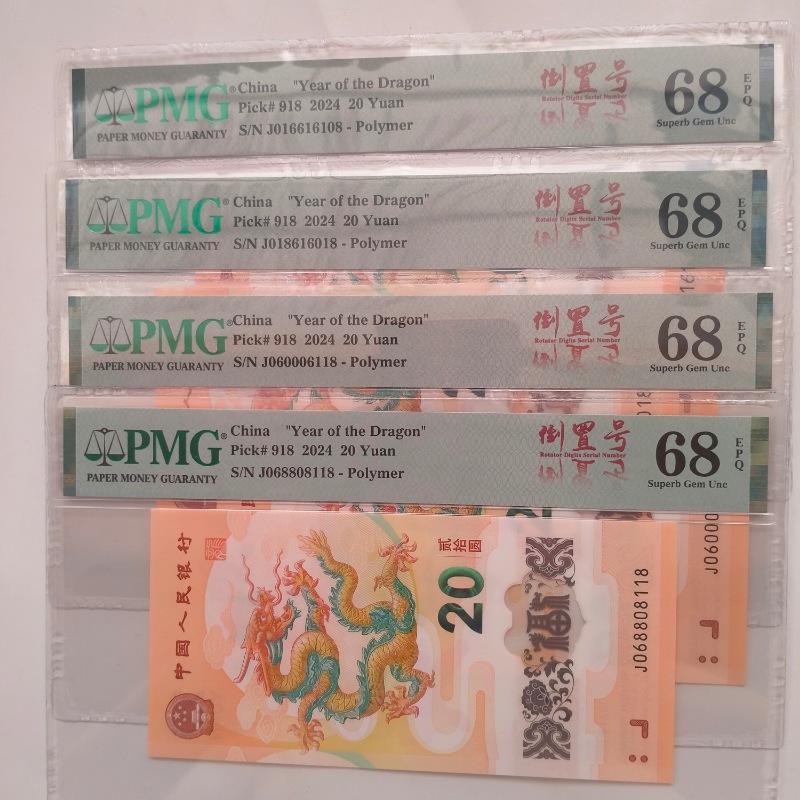 PMG®
PAPER MONEY GUARANTY
China "Year of the Dragon"
Pick# 918 2024 20 Yuan
S/N J016616108 - Polymer
倒置号
Rotator Digits Serial Number
68
EPQ
Superb Gem Unc
PMG®
PAPER MONEY GUARANTY
China "Year of the Dragon"
Pick# 918 2024 20 Yuan
S/N J018616018 - Polymer
倒置号
Rotator Digits Serial Number
68
EPQ
Superb Gem Unc
PMG®
PAPER MONEY GUARANTY
China "Year of the Dragon"
Pick# 918 2024 20 Yuan
S/N J060006118 - Polymer
倒置号
Rotator Digits Serial Number
68
EPQ
Superb Gem Unc
PMG®
PAPER MONEY GUARANTY
China "Year of the Dragon"
Pick# 918 2024 20 Yuan
S/N J068808118 - Polymer
倒置号
Rotator Digits Serial Number
68
EPQ
Superb Gem Unc
中国人民银行
贰拾圆
20
福
J068808118
J0600